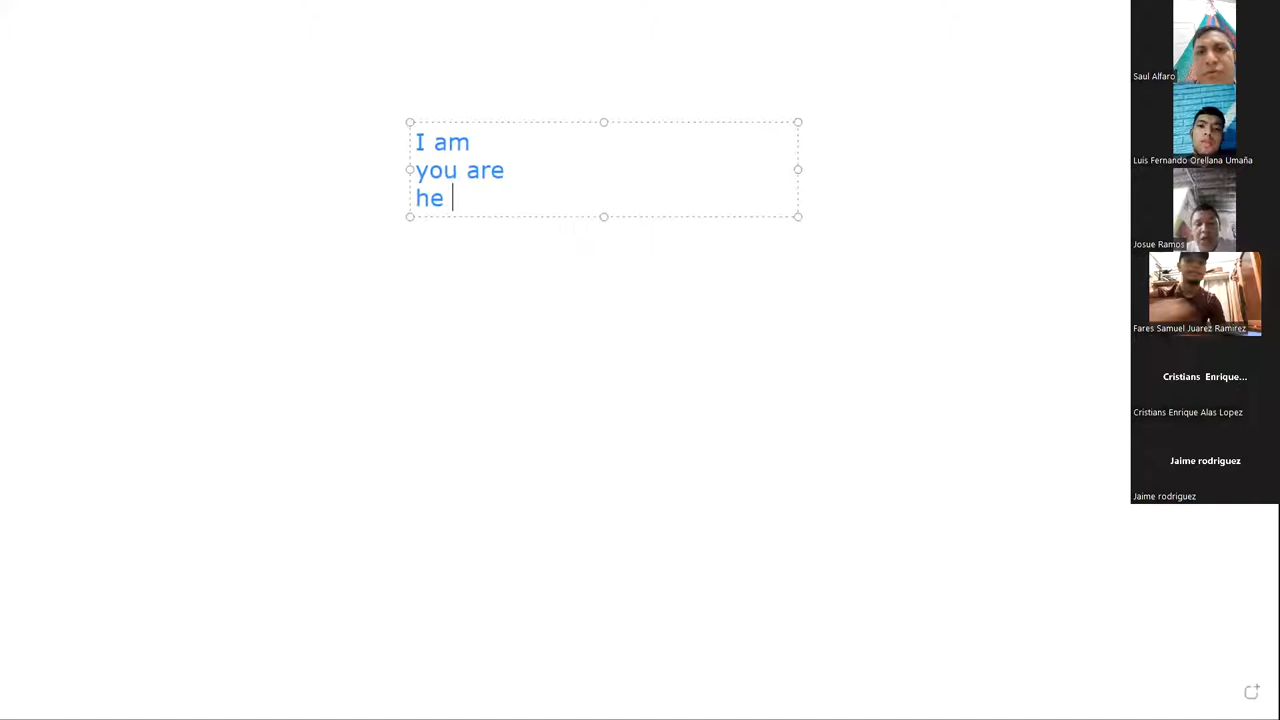 I am
you are
he
Saul Alfaro
Luis Fernando Orellana Umaña
Josue Ramos
Fares Samuel Juarez Ramirez
Cristians Enrique...
Cristians Enrique Alas Lopez
Jaime rodriguez
Jaime rodriguez